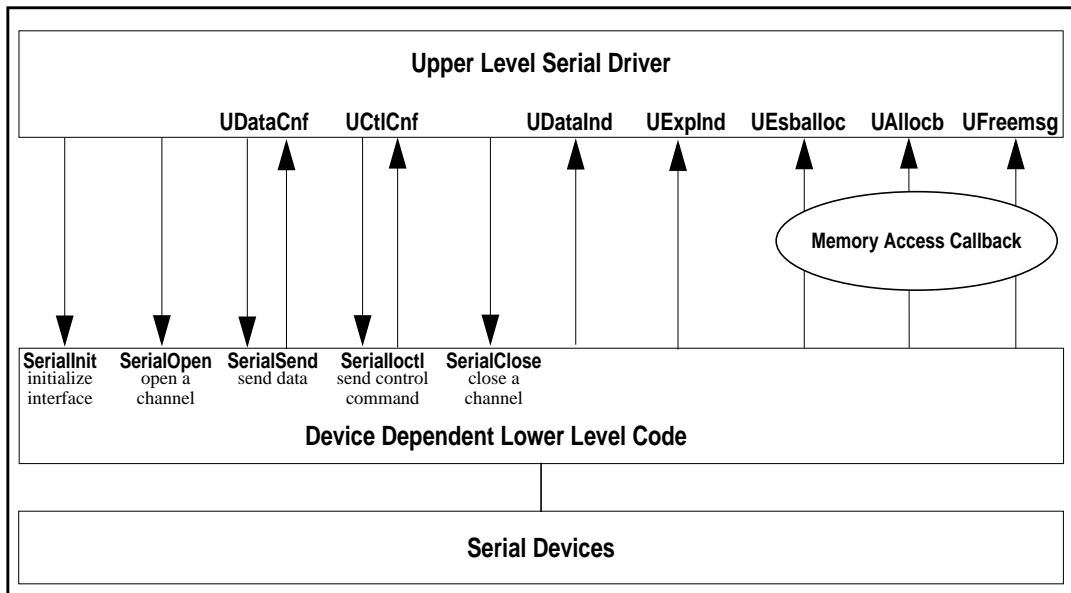 Upper Level Serial Driver
UDataCnf UCtlCnf UDataInd UExpInd UEsballoc UAllocb UFreemsg
Memory Access Callback
SerialInit SerialOpen SerialSend SerialIoctl SerialClose
initialize open a send data send control close a
interface channel command channel
Device Dependent Lower Level Code
Serial Devices